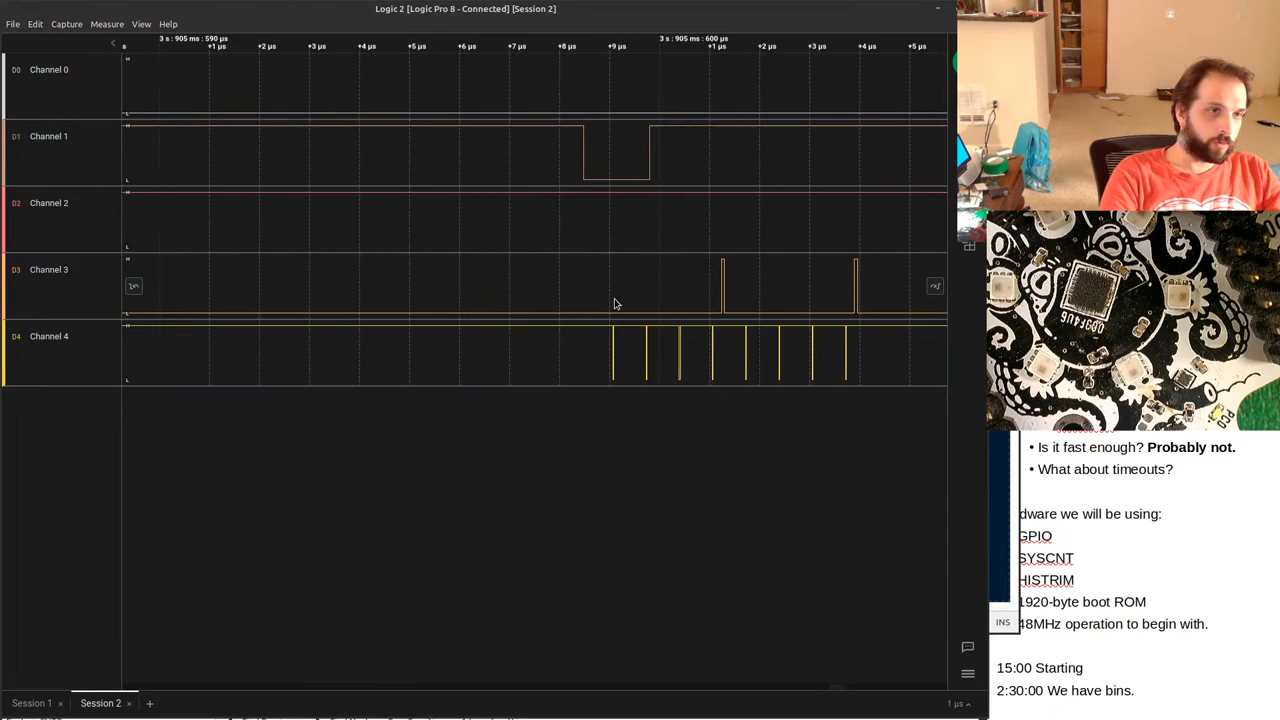 Logic 2 [Logic Pro 8 - Connected] [Session 2]
File Edit Capture Measure View Help
3 s : 905 ms : 590 µs 3 s : 905 ms : 600 µs
s +1 µs +2 µs +3 µs +4 µs +5 µs +6 µs +7 µs +8 µs +9 µs +1 µs +2 µs +3 µs +4 µs +5 µs
D0 Channel 0
H
L
D1 Channel 1
H
L
D2 Channel 2
H
L
D3 Channel 3
H
L
D4 Channel 4
H
L
• Is it fast enough? Probably not.
• What about timeouts?
dware we will be using:
GPIO
SYSCNT
HISTRIM
1920-byte boot ROM
INS
48MHz operation to begin with.
15:00 Starting
2:30:00 We have bins.
Session 1 × Session 2 × +
1 µs